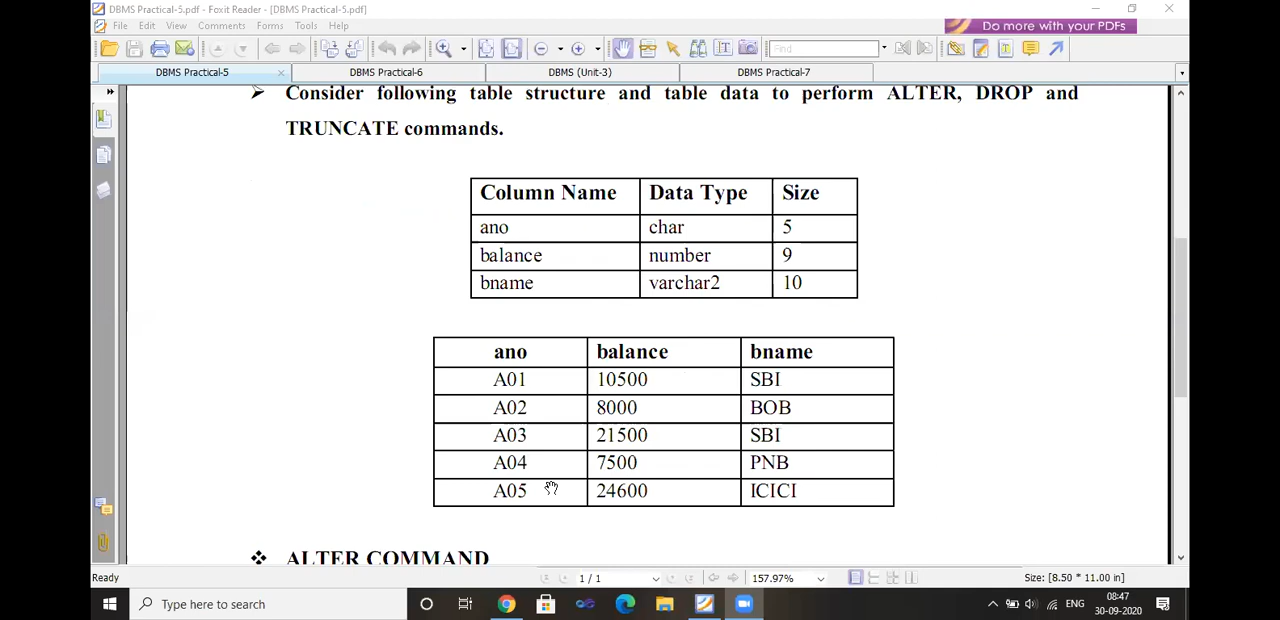 DBMS Practical-5.pdf - Foxit Reader - [DBMS Practical-5.pdf]
File Edit View Comments Forms Tools Help
Do more with your PDFs
Find
DBMS Practical-5 DBMS Practical-6 DBMS (Unit-3) DBMS Practical-7
Consider following table structure and table data to perform ALTER, DROP and
TRUNCATE commands.
Column Name Data Type Size
ano char 5
balance number 9
bname varchar2 10
ano balance bname
A01 10500 SBI
A02 8000 BOB
A03 21500 SBI
A04 7500 PNB
A05 24600 ICICI
ALTER COMMAND
Ready 1 / 1 157.97% Size: [8.50 * 11.00 in]
Type here to search ENG 08:47
30-09-2020